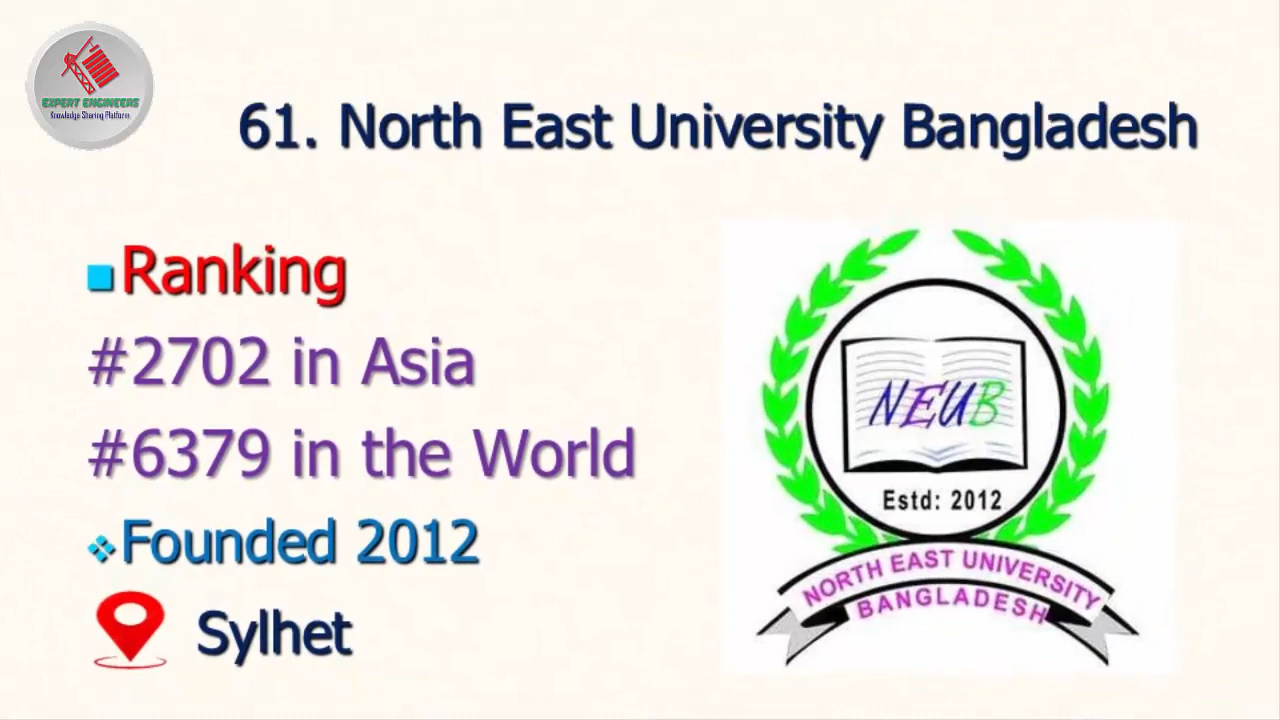 EXPERT ENGINEERS
Knowledge Sharing Platform
61. North East University Bangladesh
Ranking
#2702 in Asia
#6379 in the World
Founded 2012
Sylhet
NEUB
Estd: 2012
NORTH EAST UNIVERSITY
BANGLADESH